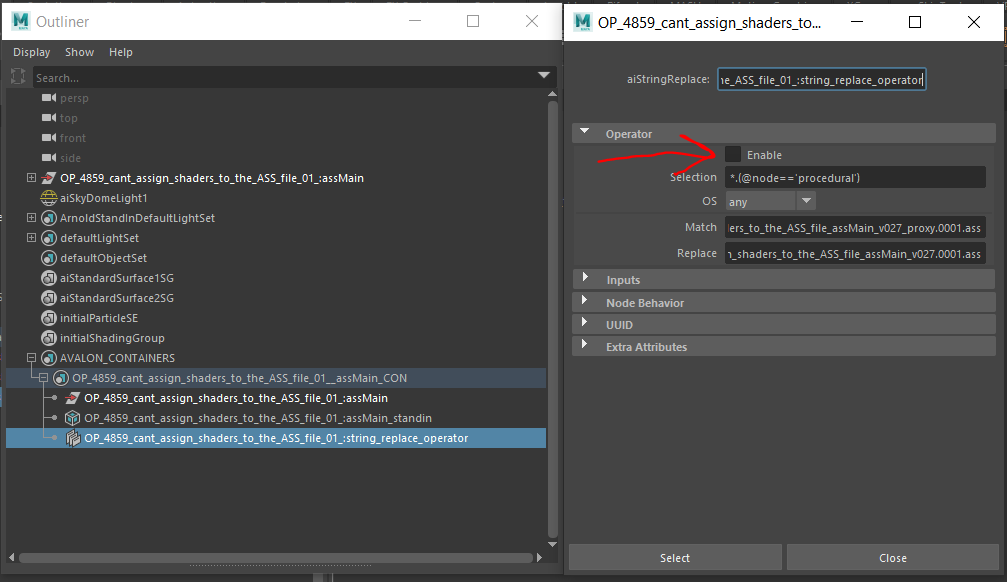 Outliner
Display Show Help
Search...
persp
top
front
side
OP_4859_cant_assign_shaders_to_the_ASS_file_01_:assMain
aiSkyDomeLight1
ArnoldStandInDefaultLightSet
defaultLightSet
defaultObjectSet
aiStandardSurface1SG
aiStandardSurface2SG
initialParticleSE
initialShadingGroup
AVALON_CONTAINERS
OP_4859_cant_assign_shaders_to_the_ASS_file_01__assMain_CON
OP_4859_cant_assign_shaders_to_the_ASS_file_01_:assMain
OP_4859_cant_assign_shaders_to_the_ASS_file_01_:assMain_standin
OP_4859_cant_assign_shaders_to_the_ASS_file_01_:string_replace_operator
OP_4859_cant_assign_shaders_to...
aiStringReplace: ne_ASS_file_01_:string_replace_operator
Operator
Enable
Selection *.(@node=='procedural')
OS any
Match ders_to_the_ASS_file_assMain_v027_proxy.0001.ass
Replace n_shaders_to_the_ASS_file_assMain_v027.0001.ass
Inputs
Node Behavior
UUID
Extra Attributes
Select Close